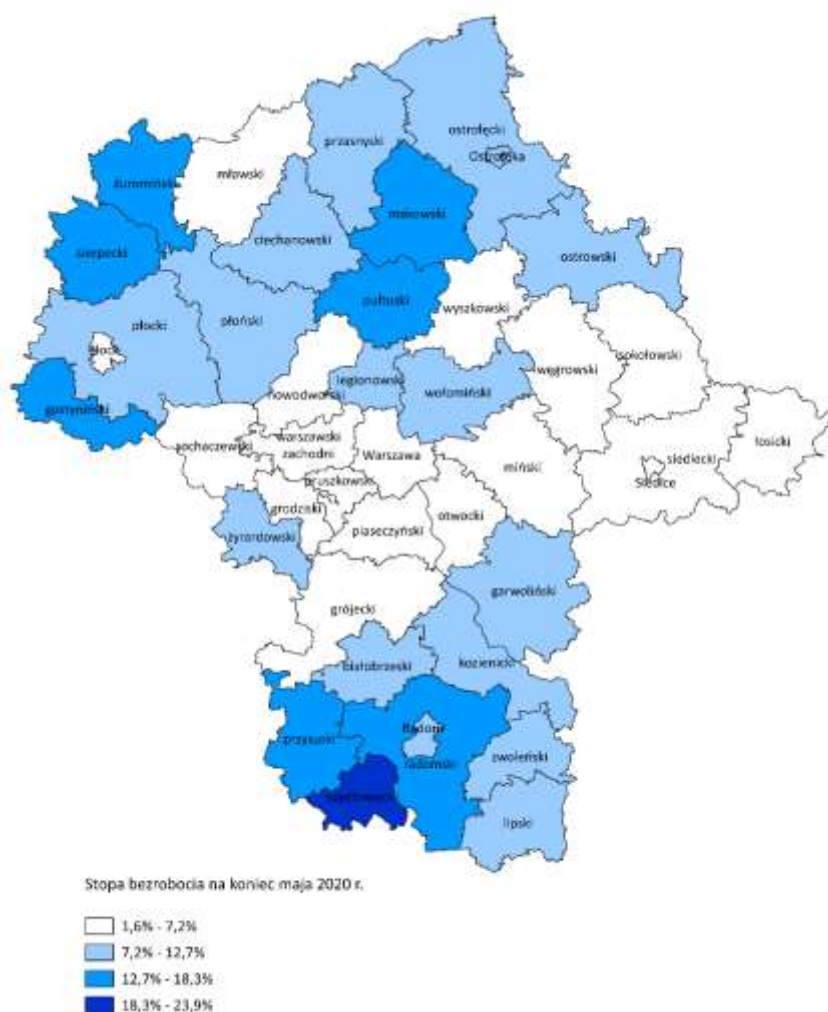 ostrołęcki
przasnyski
Ostrołęka
mławski
żuromiński
makowski
ciechanowski
sierpecki
ostrowski
pułtuski
wyszkowski
płoński
płocki
Płock
sokołowski
węgrowski
legionowski
wołomiński
nowodworski
gostyniński
warszawski
zachodni
sochaczewski
Warszawa
łosicki
siedlecki
miński
pruszkowski
Siedlce
grodziski
otwocki
piaseczyński
żyrardowski
garwoliński
grójecki
białobrzeski
kozienicki
Radom
przysuski
zwoleński
radomski
lipski
Stopa bezrobocia na koniec maja 2020 r.
1,6% - 7,2%
7,2% - 12,7%
12,7% - 18,3%
18,3% - 23,9%